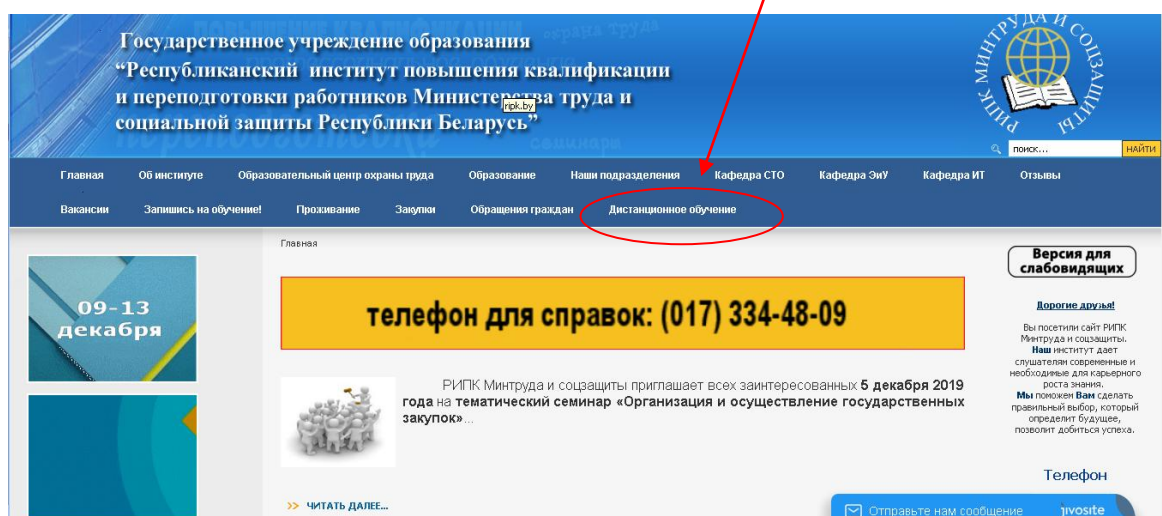 Государственное учреждение образования
“Республиканский институт повышения квалификации
и переподготовки работников Министерства труда и
социальной защиты Республики Беларусь”
ripk.by
охрана труда
семинары
РИПК МИНТРУДА И СОЦЗАЩИТЫ
поиск... НАЙТИ
Главная Об институте Образовательный центр охраны труда Образование Наши подразделения Кафедра СТО Кафедра ЭиУ Кафедра ИТ Отзывы
Вакансии Запишись на обучение! Проживание Закупки Обращения граждан Дистанционное обучение
Главная
09-13
декабря
телефон для справок: (017) 334-48-09
РИПК Минтруда и соцзащиты приглашает всех заинтересованных 5 декабря 2019
года на тематический семинар «Организация и осуществление государственных
закупок»...
ЧИТАТЬ ДАЛЕЕ...
Версия для
слабовидящих
Дорогие друзья!
Вы посетили сайт РИПК
Минтруда и соцзащиты.
Наш институт дает
слушателям современные и
необходимые для карьерного
роста знания.
Мы поможем Вам сделать
правильный выбор, который
определит будущее,
позволит добиться успеха.
Телефон
Отправьте нам сообщение jivosite